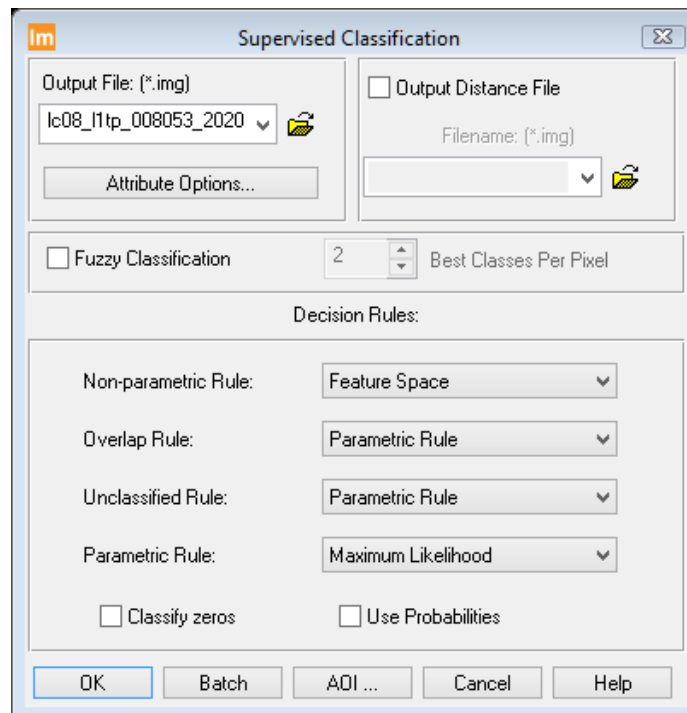 Im Supervised Classification
Output File: (*.img)
lc08_l1tp_008053_2020
Attribute Options...
Output Distance File
Filename: (*.img)
Fuzzy Classification 2 Best Classes Per Pixel
Decision Rules:
Non-parametric Rule: Feature Space
Overlap Rule: Parametric Rule
Unclassified Rule: Parametric Rule
Parametric Rule: Maximum Likelihood
Classify zeros Use Probabilities
OK Batch AOI ... Cancel Help